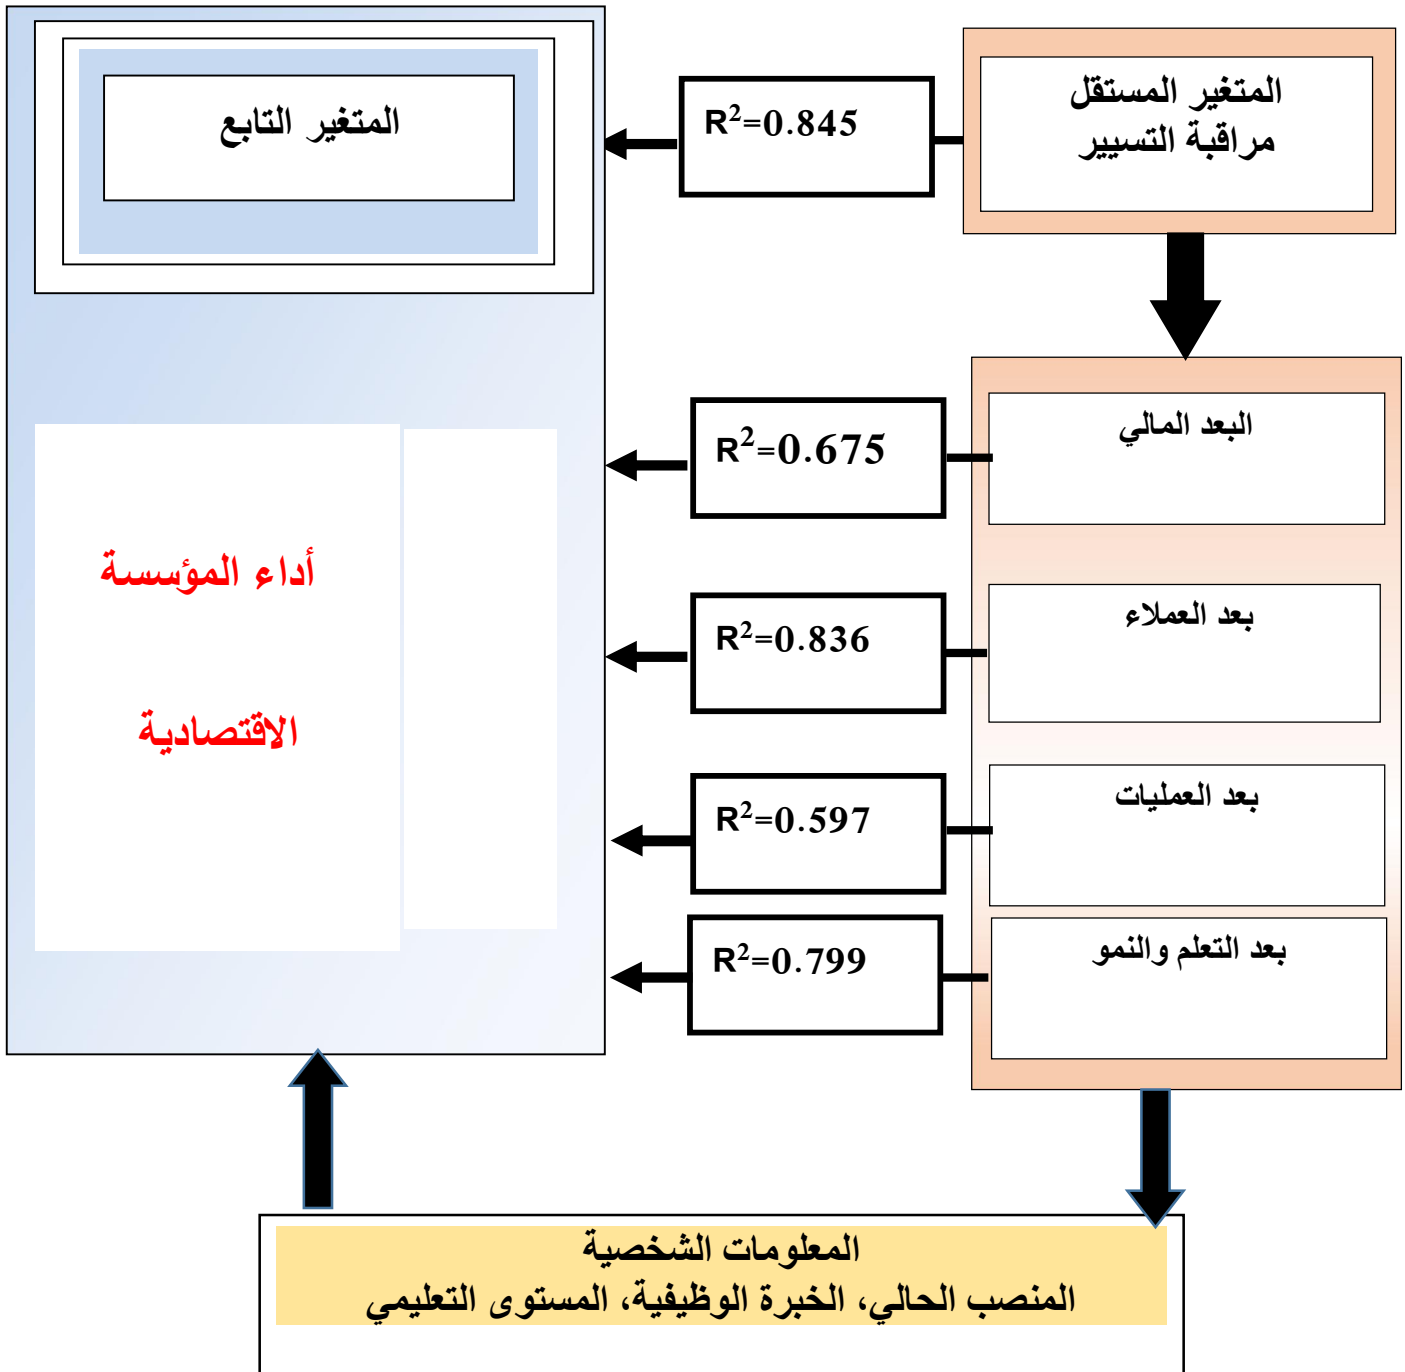 المتغير المستقل
مراقبة التسيير
R²=0.845
المتغير التابع
البعد المالي
R²=0.675
بعد العملاء
R²=0.836
بعد العمليات
R²=0.597
بعد التعلم والنمو
R²=0.799
أداء المؤسسة
الاقتصادية
المعلومات الشخصية
المنصب الحالي، الخبرة الوظيفية، المستوى التعليمي